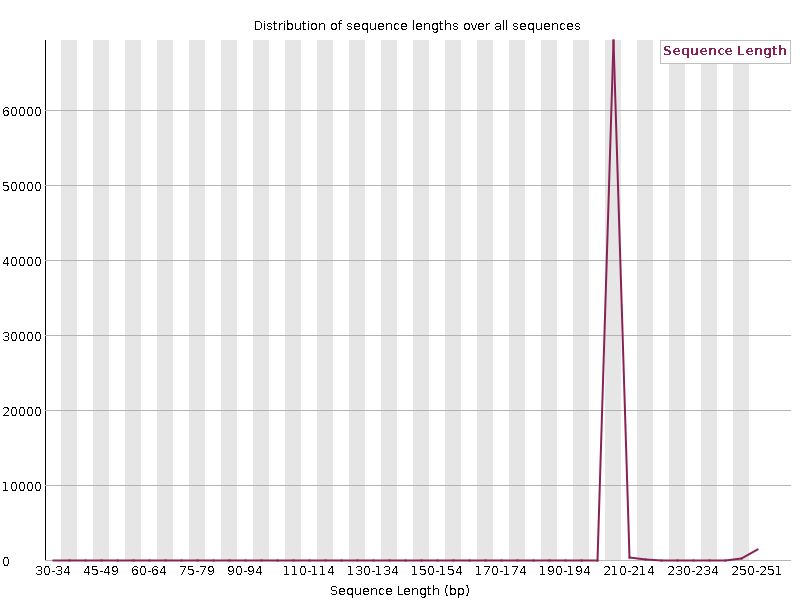 Distribution of sequence lengths over all sequences
Sequence Length
60000
50000
40000
30000
20000
10000
0
30-34 45-49 60-64 75-79 90-94 110-114 130-134 150-154 170-174 190-194 210-214 230-234 250-251
Sequence Length (bp)